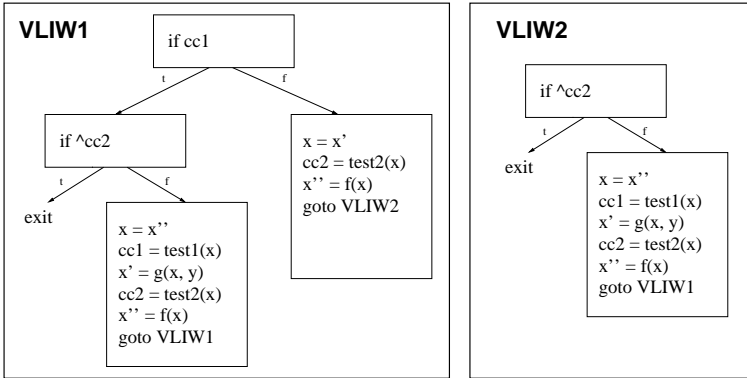 VLIW1
if cc1
t
f
if ^cc2
t
f
exit
x = x''
cc1 = test1(x)
x' = g(x, y)
cc2 = test2(x)
x'' = f(x)
goto VLIW1
x = x'
cc2 = test2(x)
x'' = f(x)
goto VLIW2
VLIW2
if ^cc2
t
f
exit
x = x''
cc1 = test1(x)
x' = g(x, y)
cc2 = test2(x)
x'' = f(x)
goto VLIW1